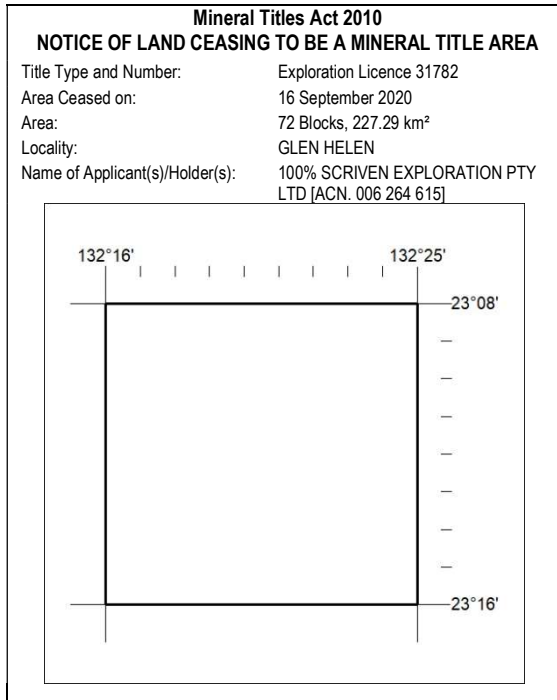 Mineral Titles Act 2010
NOTICE OF LAND CEASING TO BE A MINERAL TITLE AREA
Title Type and Number: Exploration Licence 31782
Area Ceased on: 16 September 2020
Area: 72 Blocks, 227.29 km²
Locality: GLEN HELEN
Name of Applicant(s)/Holder(s): 100% SCRIVEN EXPLORATION PTY
LTD [ACN. 006 264 615]
132°16' 132°25'
23°08'
23°16'